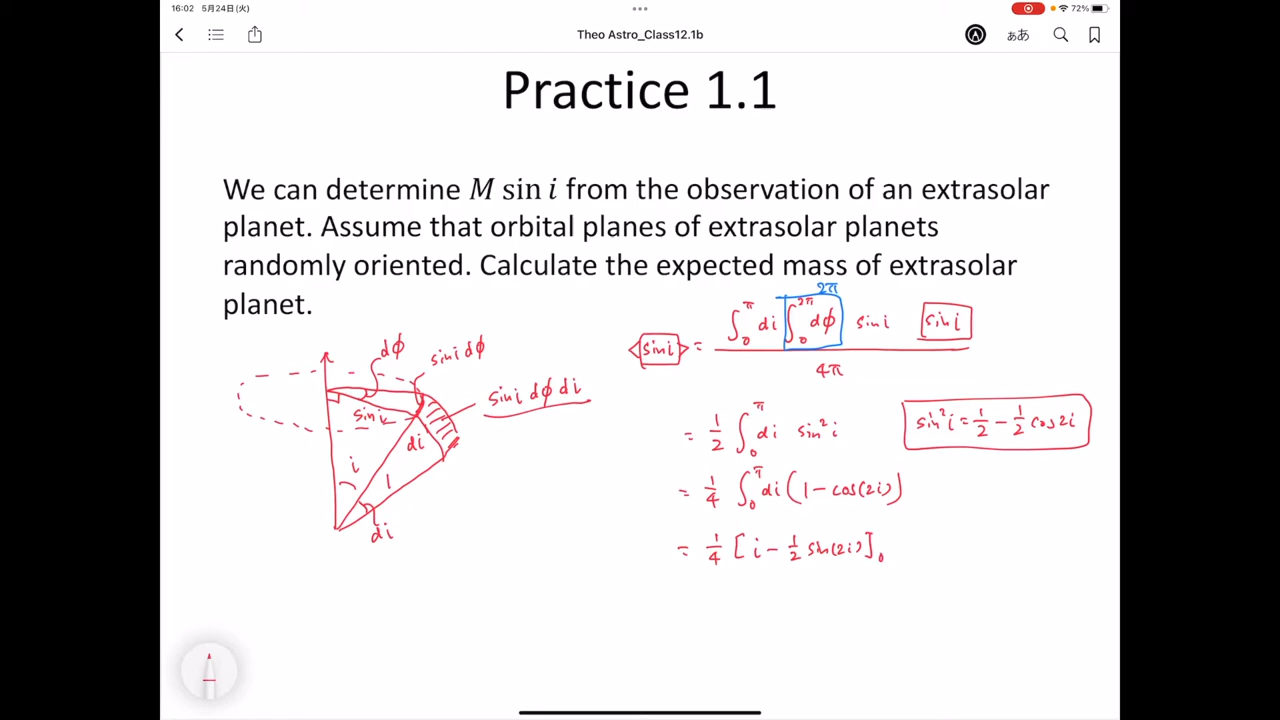 16:02 5月24日(火)
72%
Theo Astro_Class12.1b
ぁあ
Practice 1.1
We can determine M sin i from the observation of an extrasolar
planet. Assume that orbital planes of extrasolar planets
randomly oriented. Calculate the expected mass of extrasolar
planet.
dϕ
sin i dϕ
sin i dϕ di
sin i
di
i
1
di
2π
<sin i> = ∫₀^π di ∫₀^2π dϕ sin i sin i / 4π
= 1/2 ∫₀^π di sin² i
sin² i = 1/2 − 1/2 cos 2i
= 1/4 ∫₀^π di (1 − cos(2i))
= 1/4 [i − 1/2 sin(2i)]₀